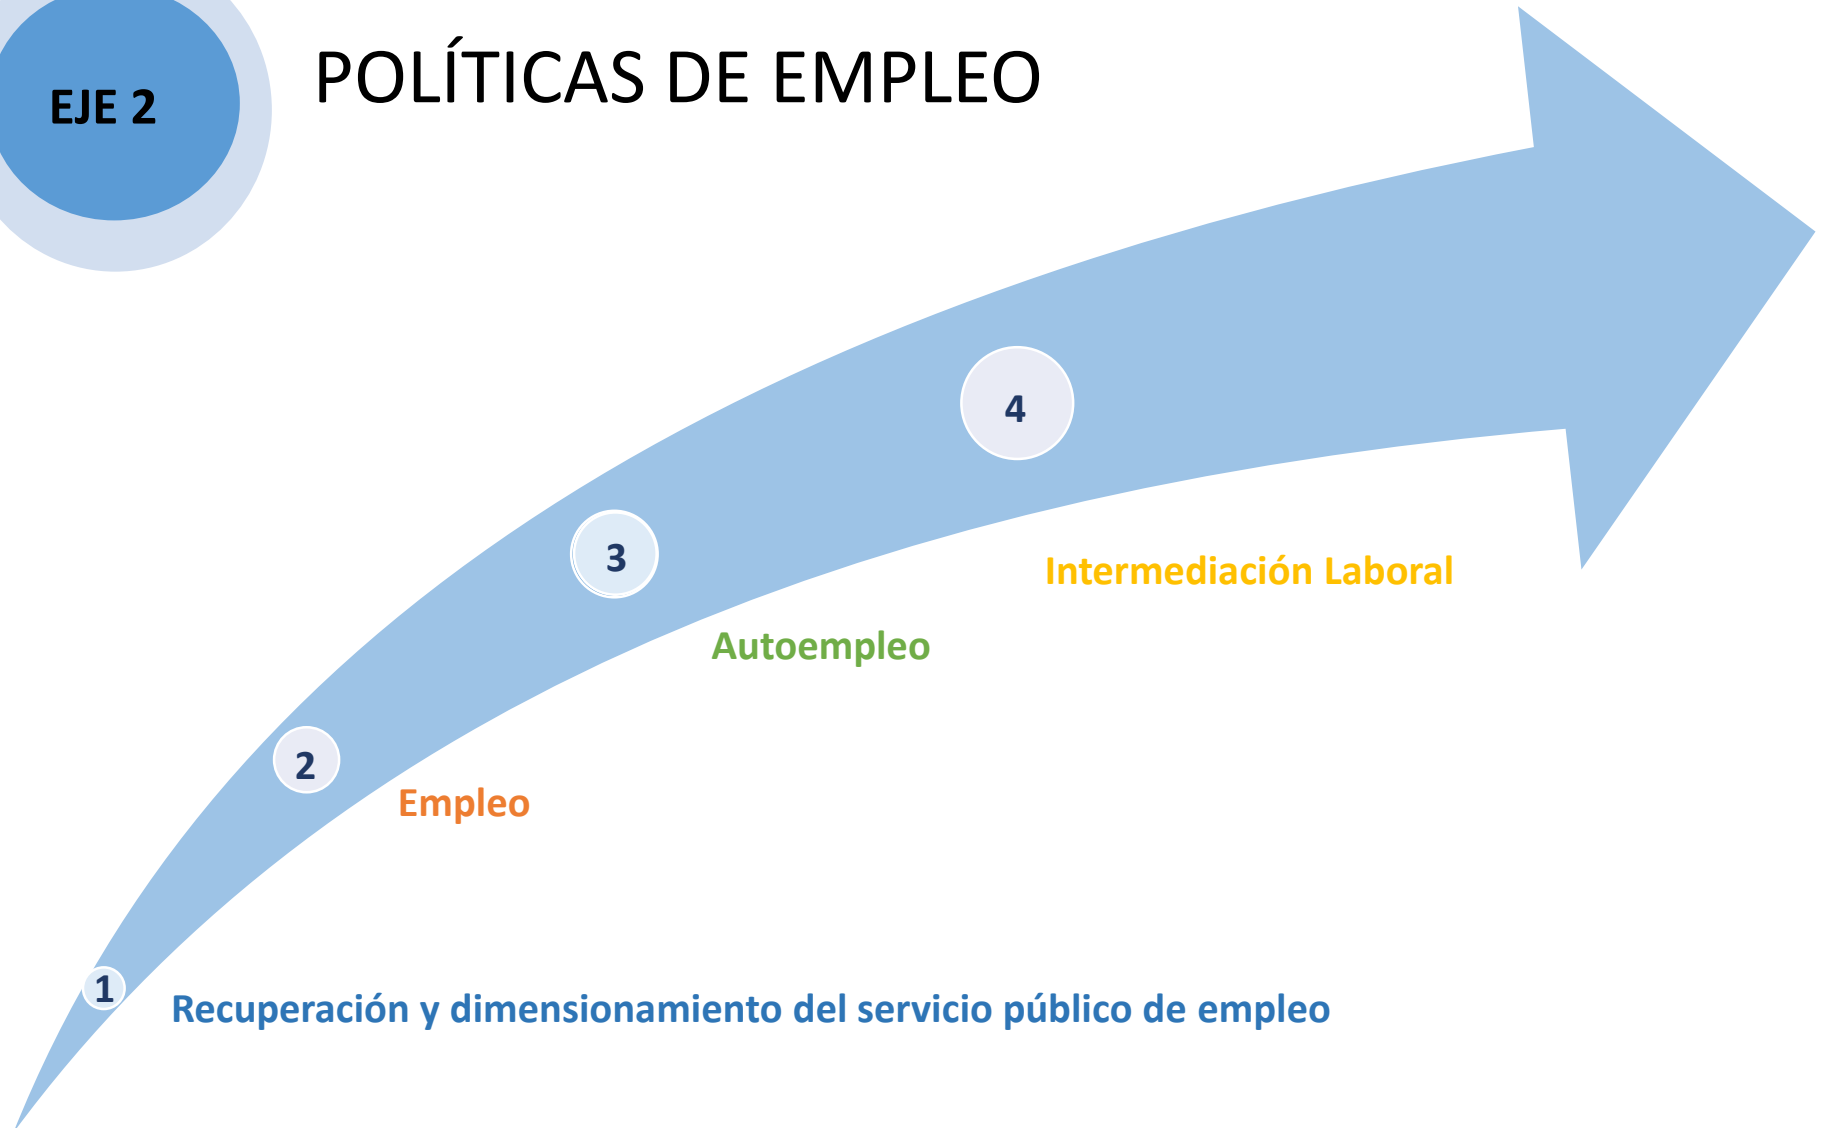 EJE 2
POLÍTICAS DE EMPLEO
4
Intermediación Laboral
3
Autoempleo
2
Empleo
1
Recuperación y dimensionamiento del servicio público de empleo